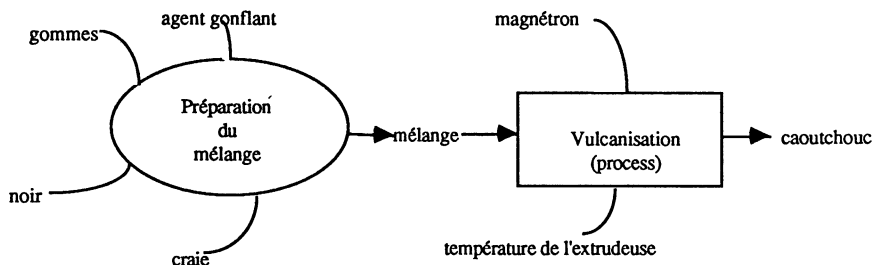 agent gonflant
magnétron
gommes
Préparation
du
mélange
mélange
Vulcanisation
(process)
caoutchouc
noir
craie
température de l'extrudeuse